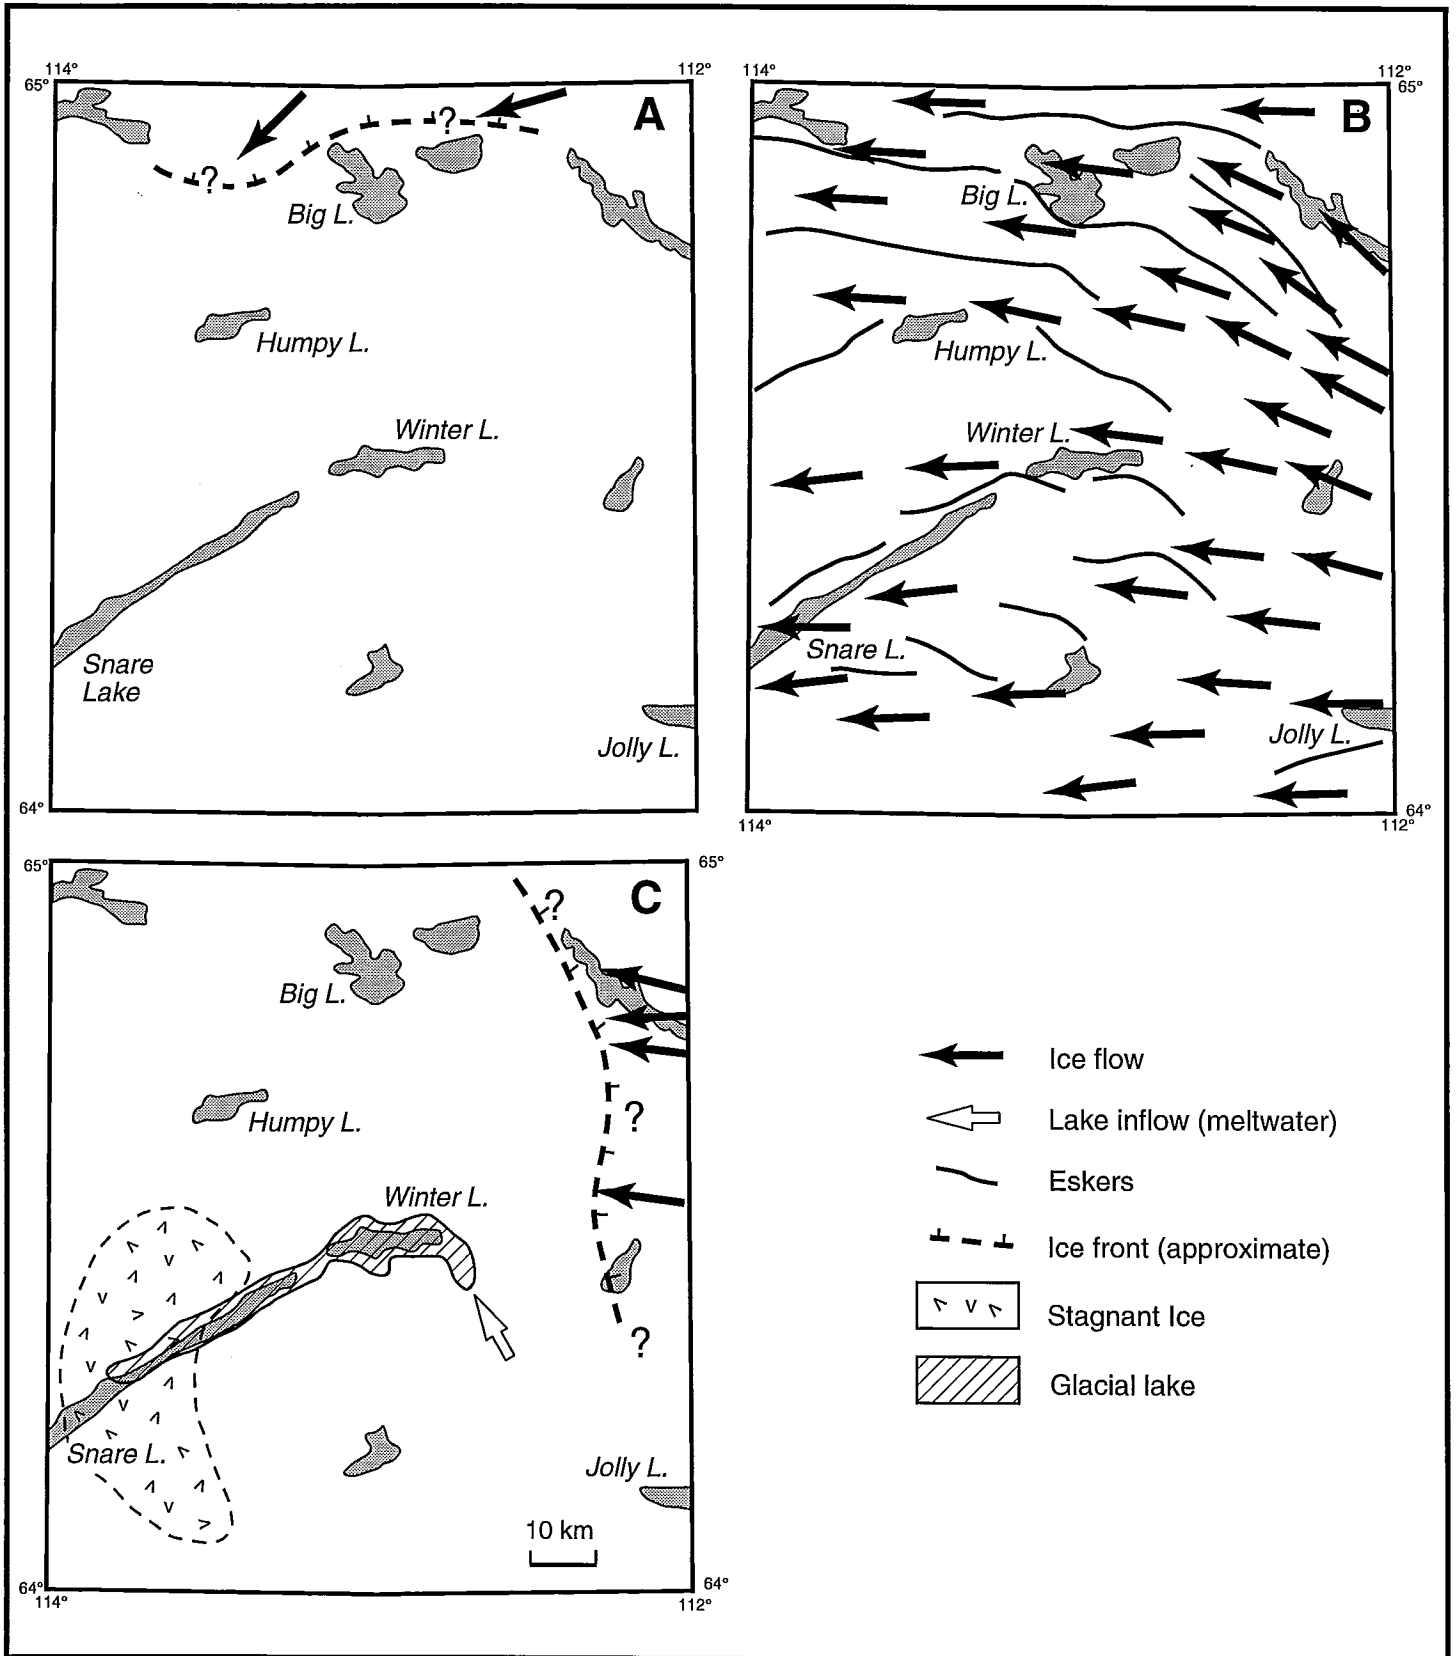 114°
112°
65°
A
?
?
Big L.
Humpy L.
Winter L.
Snare
Lake
Jolly L.
64°
114°
112°
65°
B
Big L.
Humpy L.
Winter L.
Snare L.
Jolly L.
64°
114°
112°
65°
65°
C
?
Big L.
Humpy L.
?
Winter L.
?
Snare L.
Jolly L.
10 km
64°
64°
114°
112°
Ice flow
Lake inflow (meltwater)
Eskers
Ice front (approximate)
Stagnant Ice
Glacial lake